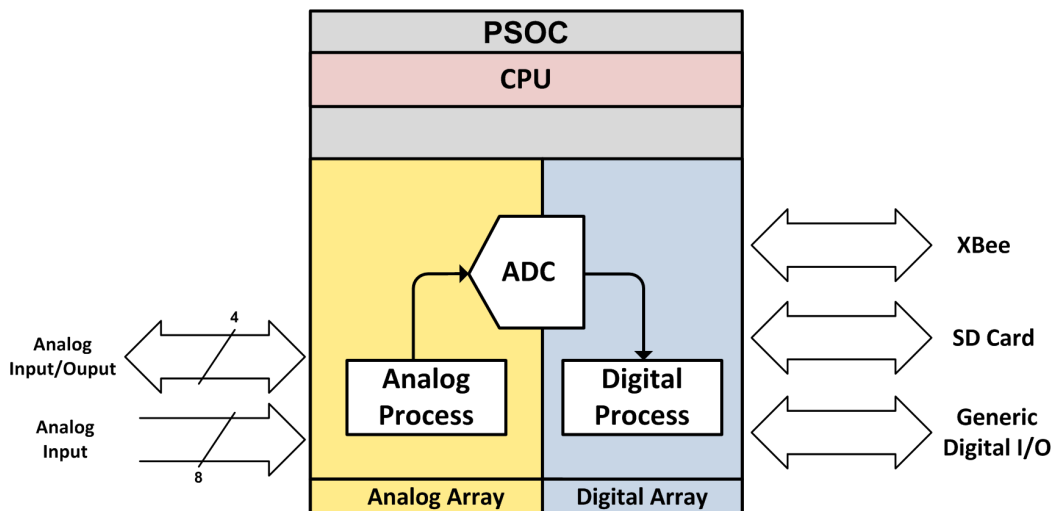 PSOC
CPU
ADC
XBee
4
Analog
Input/Ouput
SD Card
Analog
Process
Digital
Process
Analog
Input
8
Generic
Digital I/O
Analog Array
Digital Array